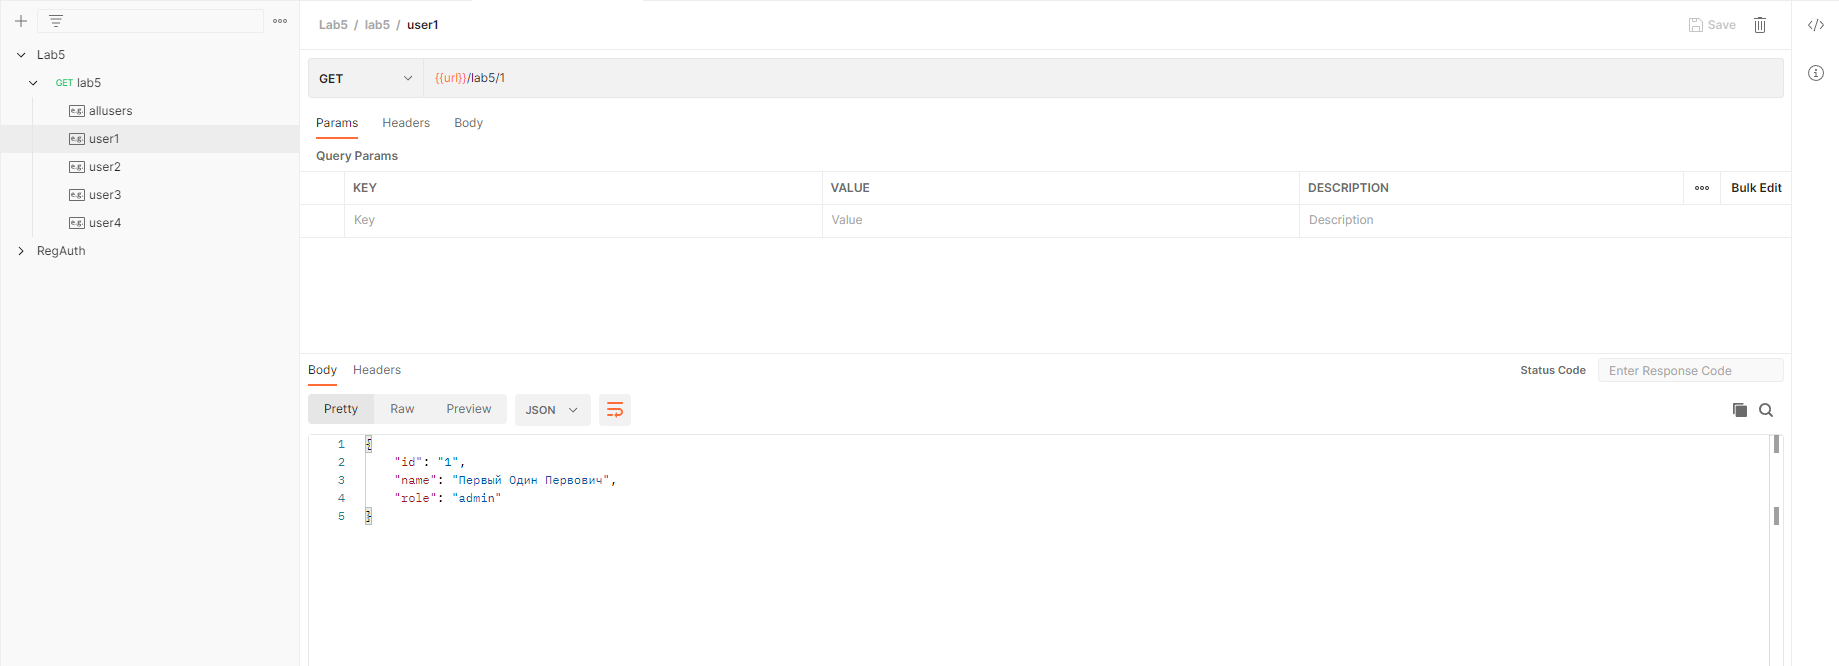 Lab5
GET lab5
e.g. allusers
e.g. user1
e.g. user2
e.g. user3
e.g. user4
RegAuth
Lab5 / lab5 / user1
Save
GET
{{url}}/lab5/1
Params Headers Body
Query Params
KEY VALUE DESCRIPTION Bulk Edit
Key Value Description
Body Headers Status Code Enter Response Code
Pretty Raw Preview JSON
1 {
2 "id": "1",
3 "name": "Первый Один Первович",
4 "role": "admin"
5 }